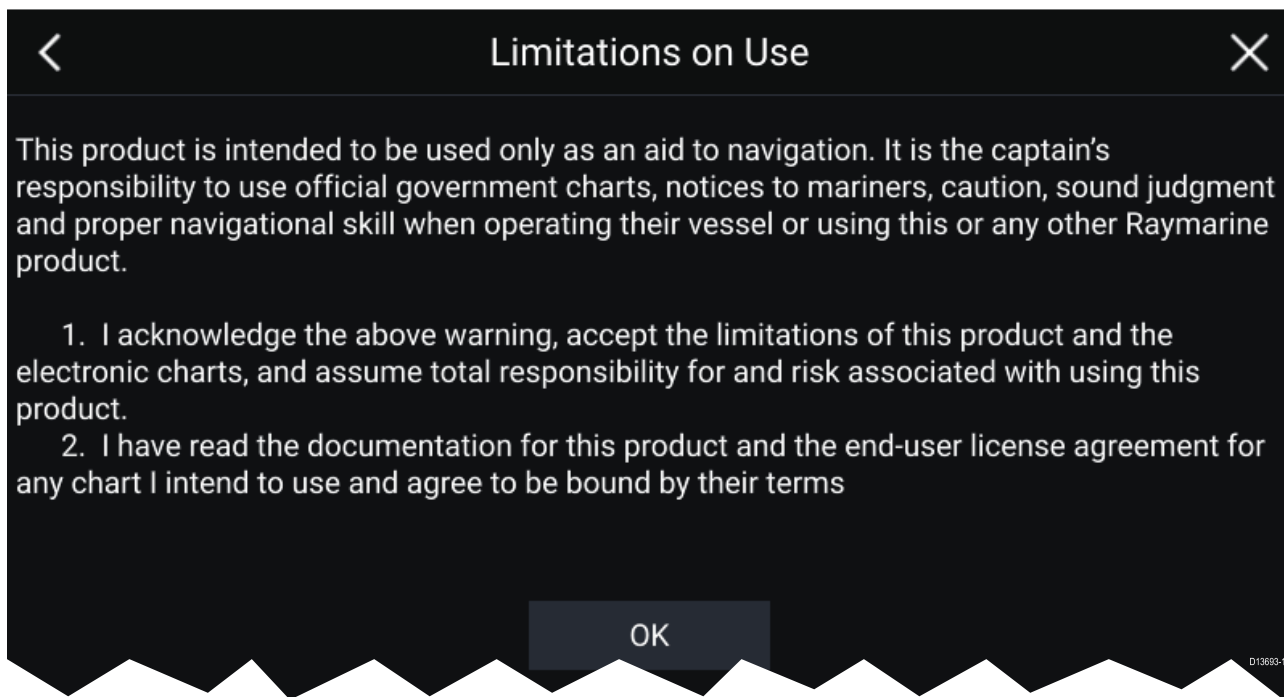 Limitations on Use
This product is intended to be used only as an aid to navigation. It is the captain’s
responsibility to use official government charts, notices to mariners, caution, sound judgment
and proper navigational skill when operating their vessel or using this or any other Raymarine
product.
1. I acknowledge the above warning, accept the limitations of this product and the
electronic charts, and assume total responsibility for and risk associated with using this
product.
2. I have read the documentation for this product and the end-user license agreement for
any chart I intend to use and agree to be bound by their terms
OK
D13693-1